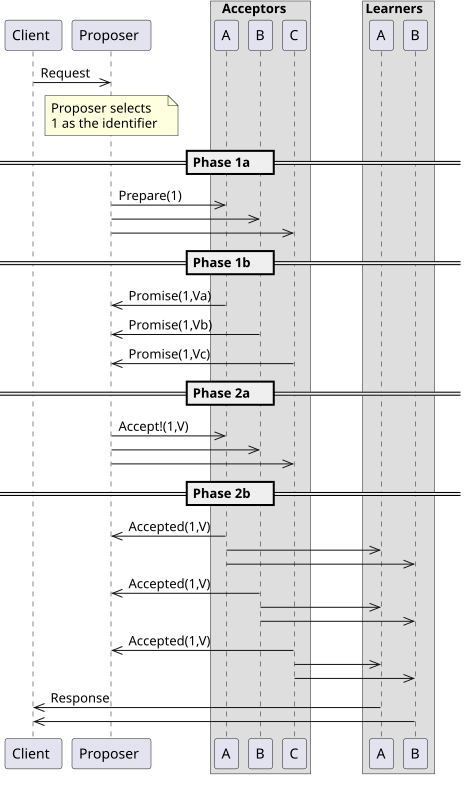 Acceptors Learners
Client Proposer A B C A B
Request
Proposer selects
1 as the identifier
Phase 1a
Prepare(1)
Phase 1b
Promise(1,Va)
Promise(1,Vb)
Promise(1,Vc)
Phase 2a
Accept!(1,V)
Phase 2b
Accepted(1,V)
Accepted(1,V)
Accepted(1,V)
Response
Client Proposer A B C A B